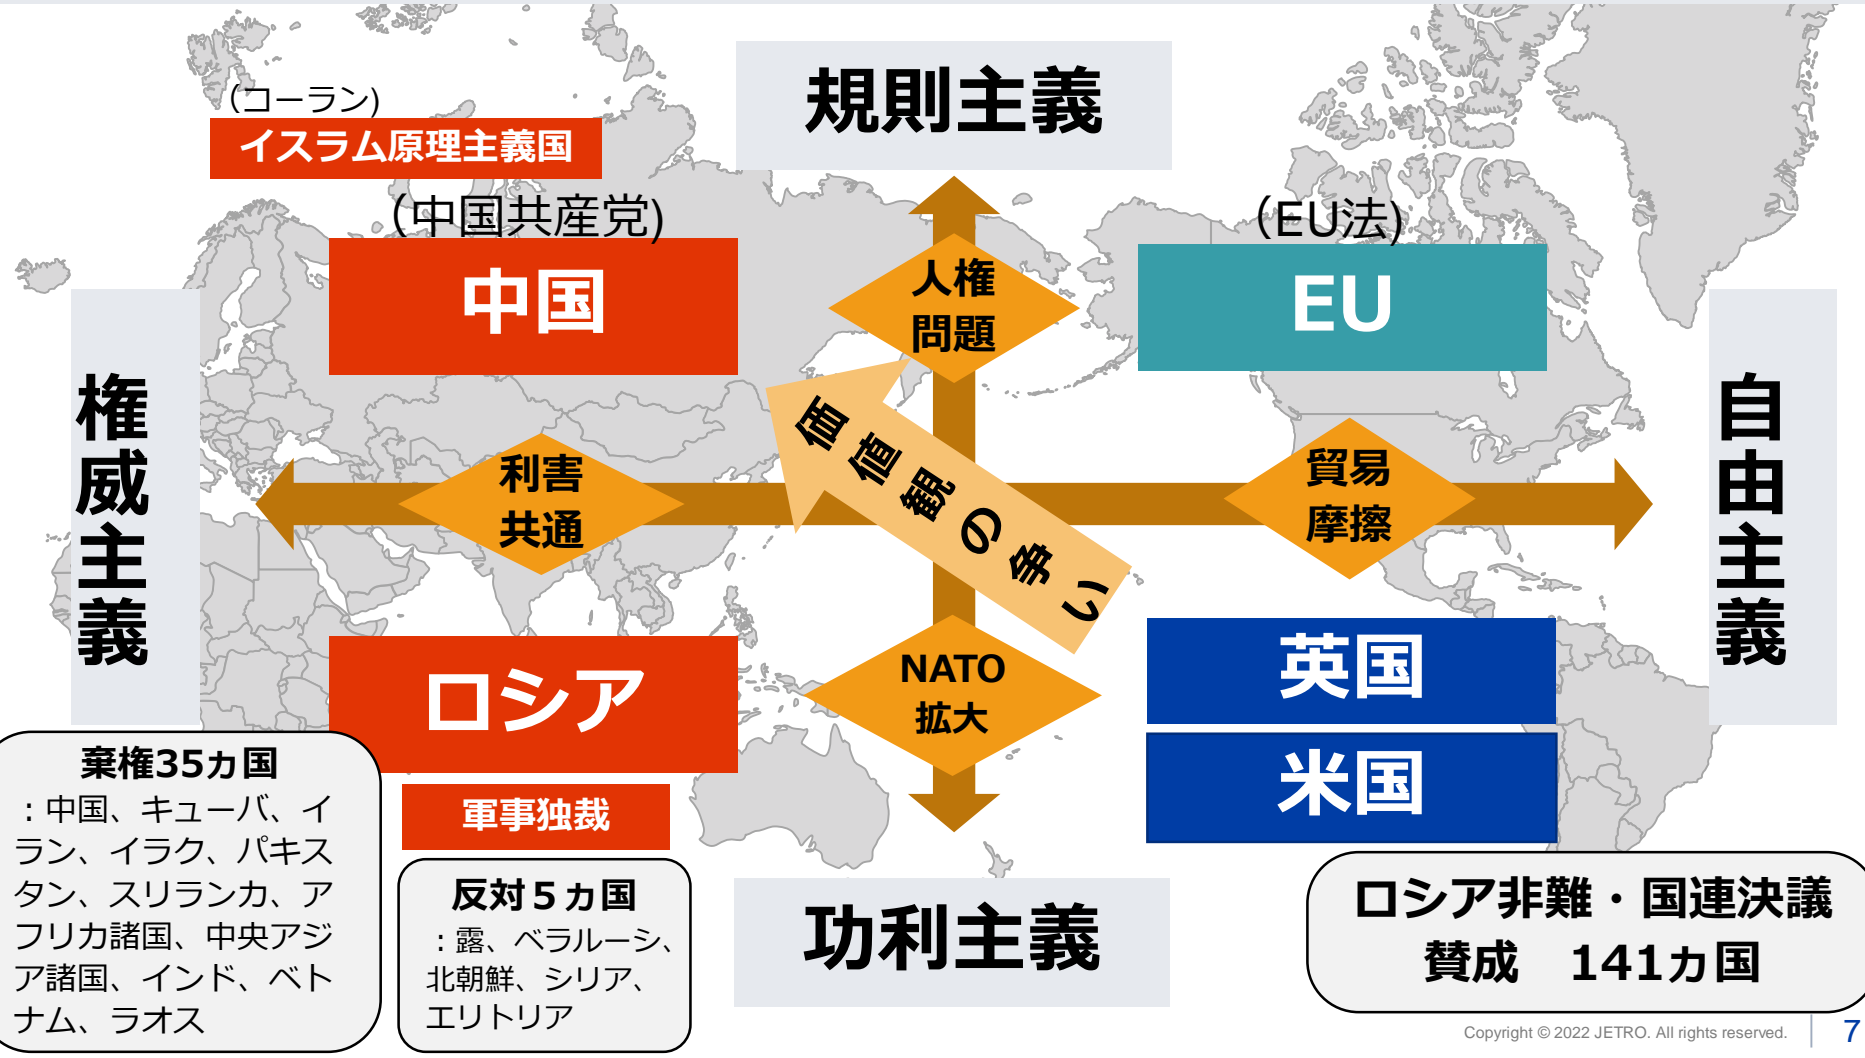 規則主義
（コーラン)
イスラム原理主義国
（中国共産党)
中国
人権
問題
（EU法)
EU
権威主義
自由主義
価値観の争い
利害
共通
貿易
摩擦
ロシア
NATO
拡大
英国
米国
軍事独裁
棄権35ヵ国
：中国、キューバ、イ
ラン、イラク、パキス
タン、スリランカ、ア
フリカ諸国、中央アジ
ア諸国、インド、ベト
ナム、ラオス
反対５ヵ国
：露、ベラルーシ、
北朝鮮、シリア、
エリトリア
功利主義
ロシア非難・国連決議
賛成　141カ国
Copyright © 2022 JETRO. All rights reserved.
7